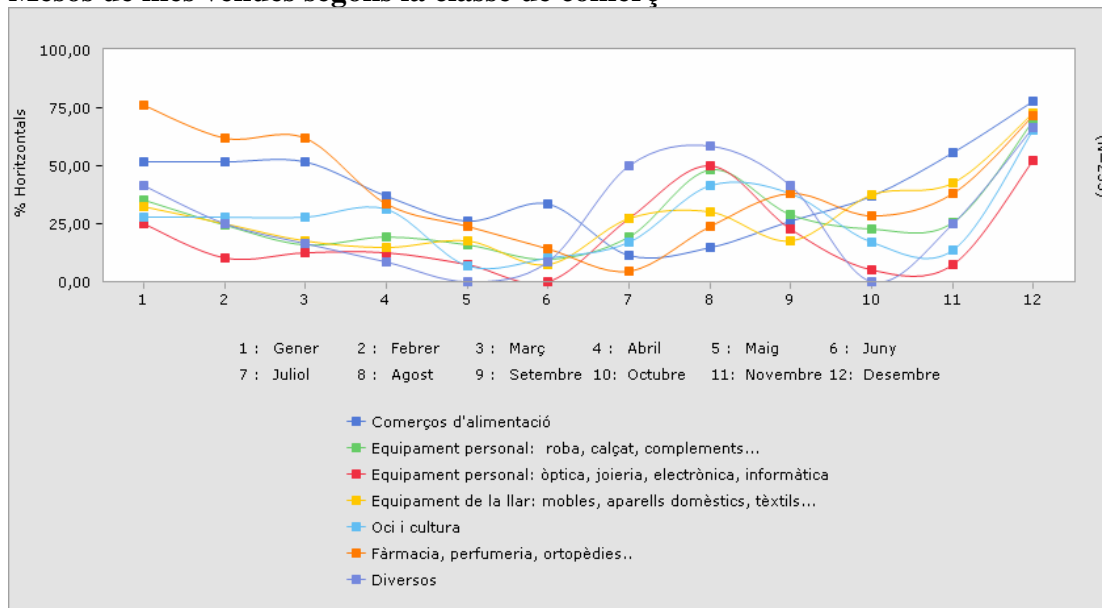 Mesos de més vendes segons la classe de comerç
100,00
75,00
50,00
25,00
0,00
% Horitzontals
1 2 3 4 5 6 7 8 9 10 11 12
1 : Gener 2 : Febrer 3 : Març 4 : Abril 5 : Maig 6 : Juny
7 : Juliol 8 : Agost 9 : Setembre 10: Octubre 11: Novembre 12: Desembre
Comerços d'alimentació
Equipament personal: roba, calçat, complements...
Equipament personal: òptica, joieria, electrònica, informàtica
Equipament de la llar: mobles, aparells domèstics, tèxtils...
Oci i cultura
Fàrmacia, perfumeria, ortopèdies..
Diversos